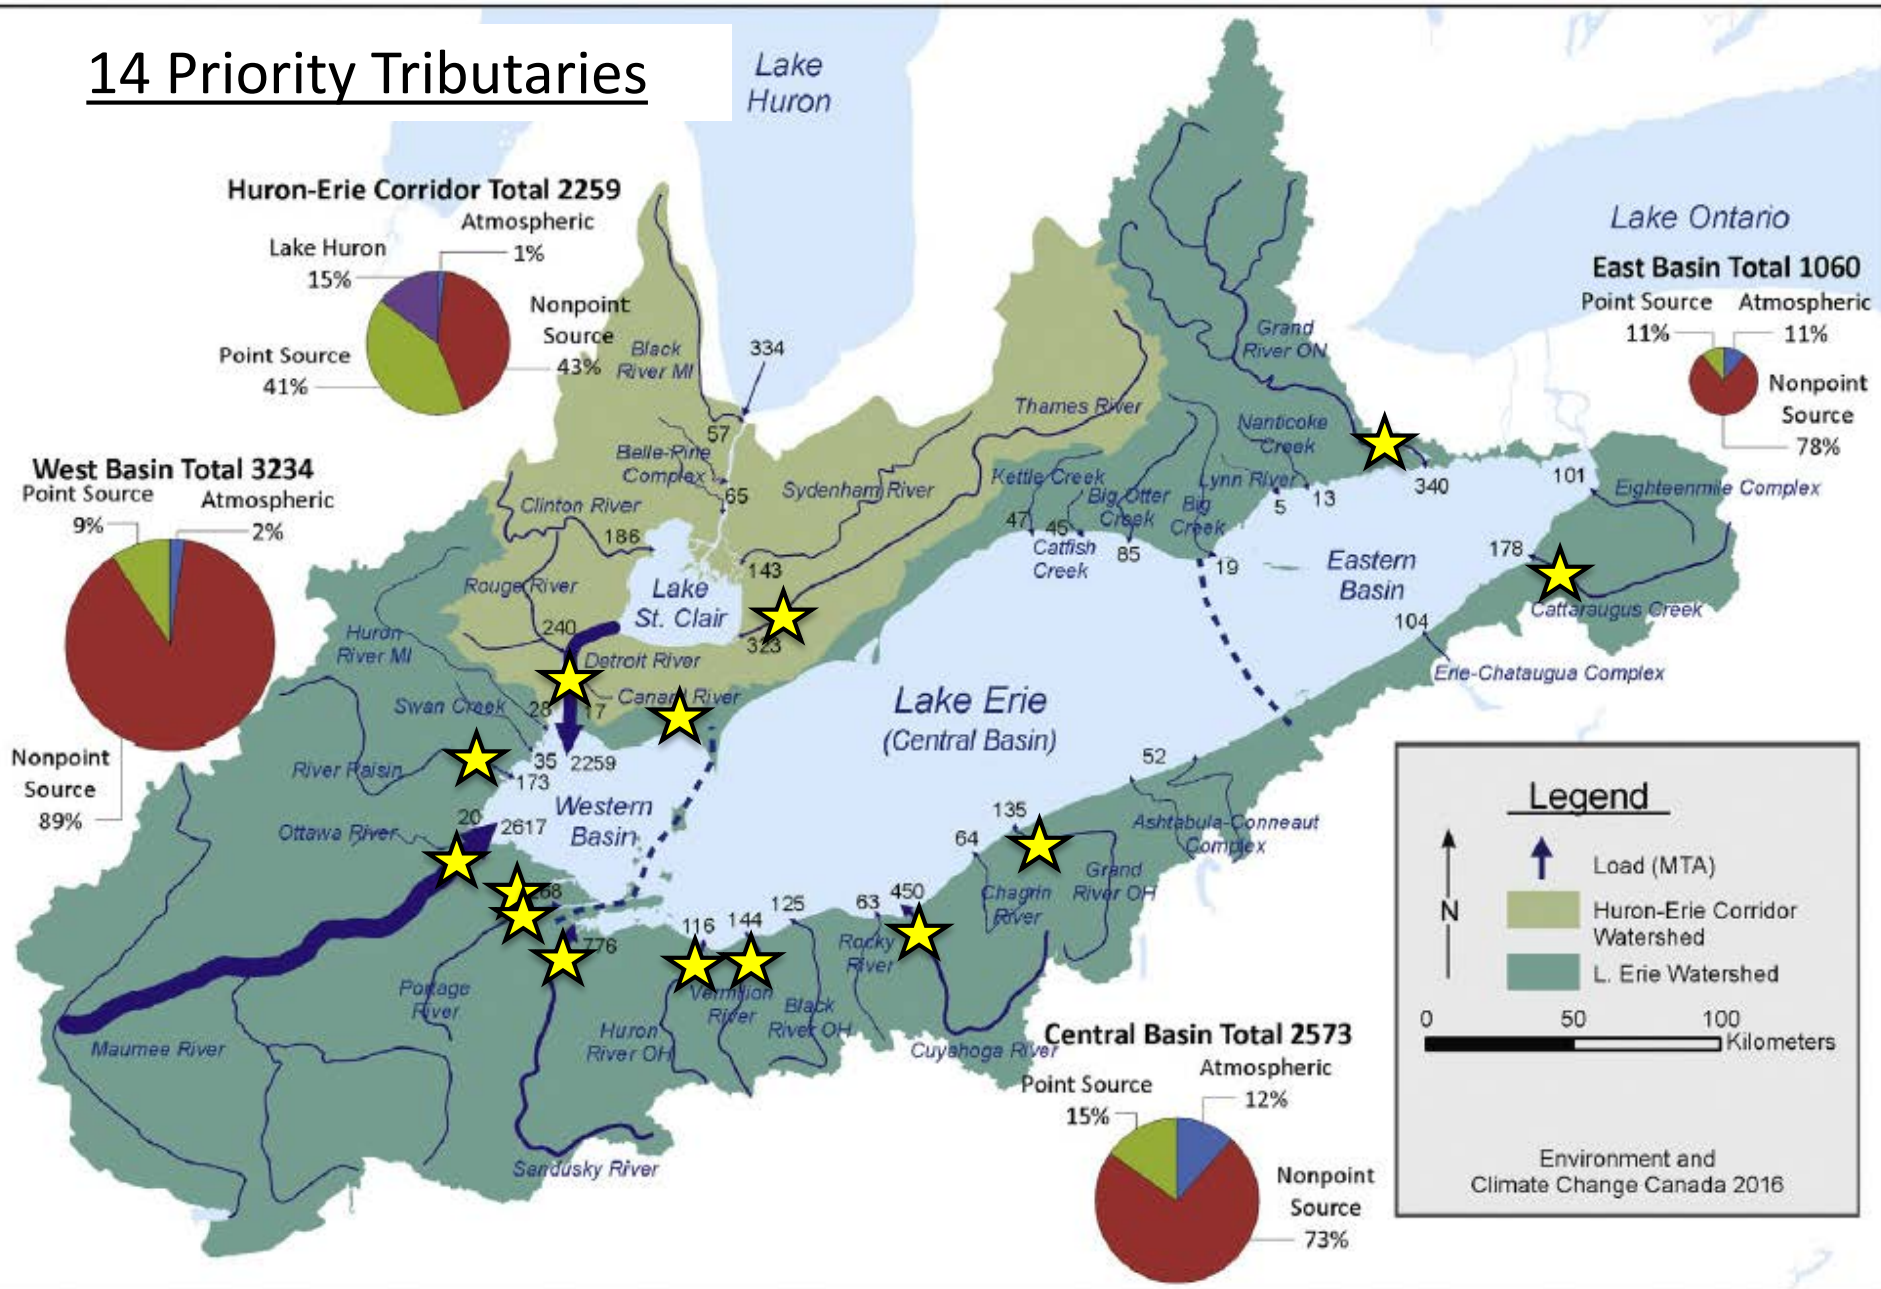 14 Priority Tributaries
Lake
Huron
Huron-Erie Corridor Total 2259
Atmospheric
1%
Lake Huron
15%
Nonpoint
Source
43%
Point Source
41%
Lake Ontario
East Basin Total 1060
Point Source
11%
Atmospheric
11%
Nonpoint
Source
78%
West Basin Total 3234
Point Source
9%
Atmospheric
2%
Nonpoint
Source
89%
Black
River MI
334
57
Belle-Pine
Complex
65
Clinton River
186
Sydenham River
143
Thames River
323
Rouge River
240
Lake
St. Clair
Detroit River
Canard River
17
28
Huron
River MI
Swan Creek
35
2259
River Raisin
173
Ottawa River
20
2617
Western
Basin
Grand
River ON
340
Nanticoke
Creek
13
Lynn River
5
Kettle Creek
47
Big Otter
Creek
85
45
Catfish
Creek
Big
Creek
19
Eastern
Basin
101
Eighteenmile Complex
178
Cattaraugus Creek
104
Erie-Chataugua Complex
Lake Erie
(Central Basin)
52
Ashtabula-Conneaut
Complex
135
Grand
River OH
64
Chagrin
River
450
Cuyahoga River
63
Rocky
River
125
Black
River OH
144
Vermilion
River
116
Huron
River OH
776
Sandusky River
Portage
River
Maumee River
Central Basin Total 2573
Point Source
15%
Atmospheric
12%
Nonpoint
Source
73%
Legend
N
Load (MTA)
Huron-Erie Corridor
Watershed
L. Erie Watershed
0 50 100
Kilometers
Environment and
Climate Change Canada 2016